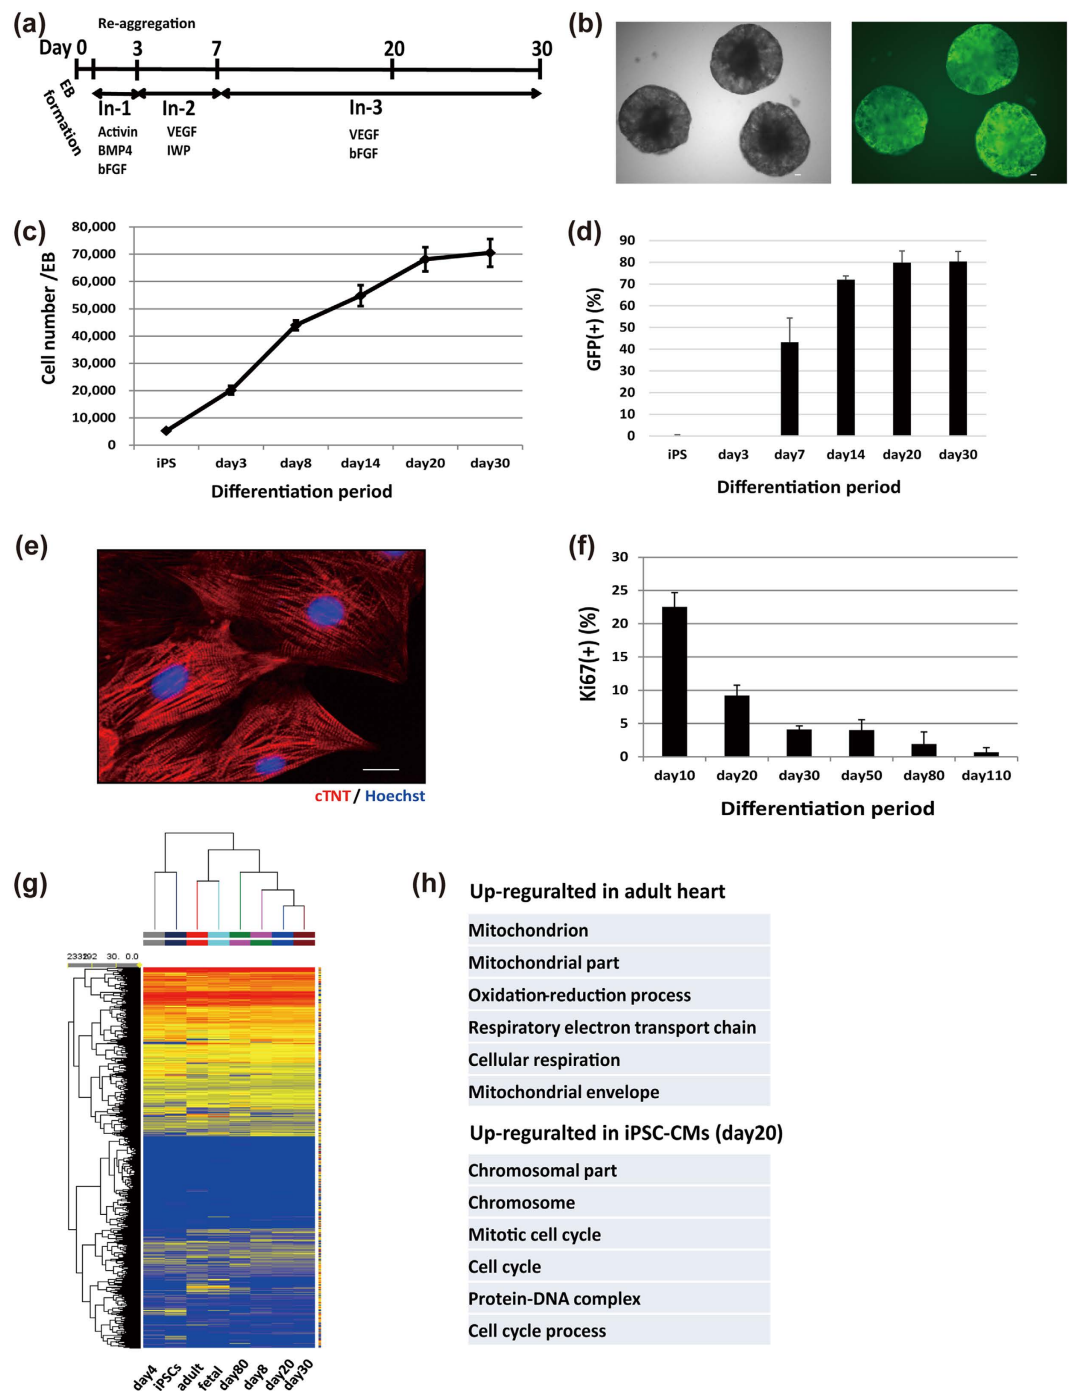 (a)
Re-aggregation
Day 0 3 7 20 30
EB formation
In-1 In-2 In-3
Activin VEGF VEGF
BMP4 IWP bFGF
bFGF
(b)
(c)
Cell number /EB
80,000
70,000
60,000
50,000
40,000
30,000
20,000
10,000
0
iPS day3 day8 day14 day20 day30
Differentiation period
(d)
GFP(+) (%)
90
80
70
60
50
40
30
20
10
0
iPS day3 day7 day14 day20 day30
Differentiation period
(e)
cTNT / Hoechst
(f)
Ki67(+) (%)
30
25
20
15
10
5
0
day10 day20 day30 day50 day80 day110
Differentiation period
(g)
30. 0.0
day4 iPSCs adult fetal day80 day8 day20 day30
(h)
Up-reguralted in adult heart
Mitochondrion
Mitochondrial part
Oxidation-reduction process
Respiratory electron transport chain
Cellular respiration
Mitochondrial envelope
Up-reguralted in iPSC-CMs (day20)
Chromosomal part
Chromosome
Mitotic cell cycle
Cell cycle
Protein-DNA complex
Cell cycle process